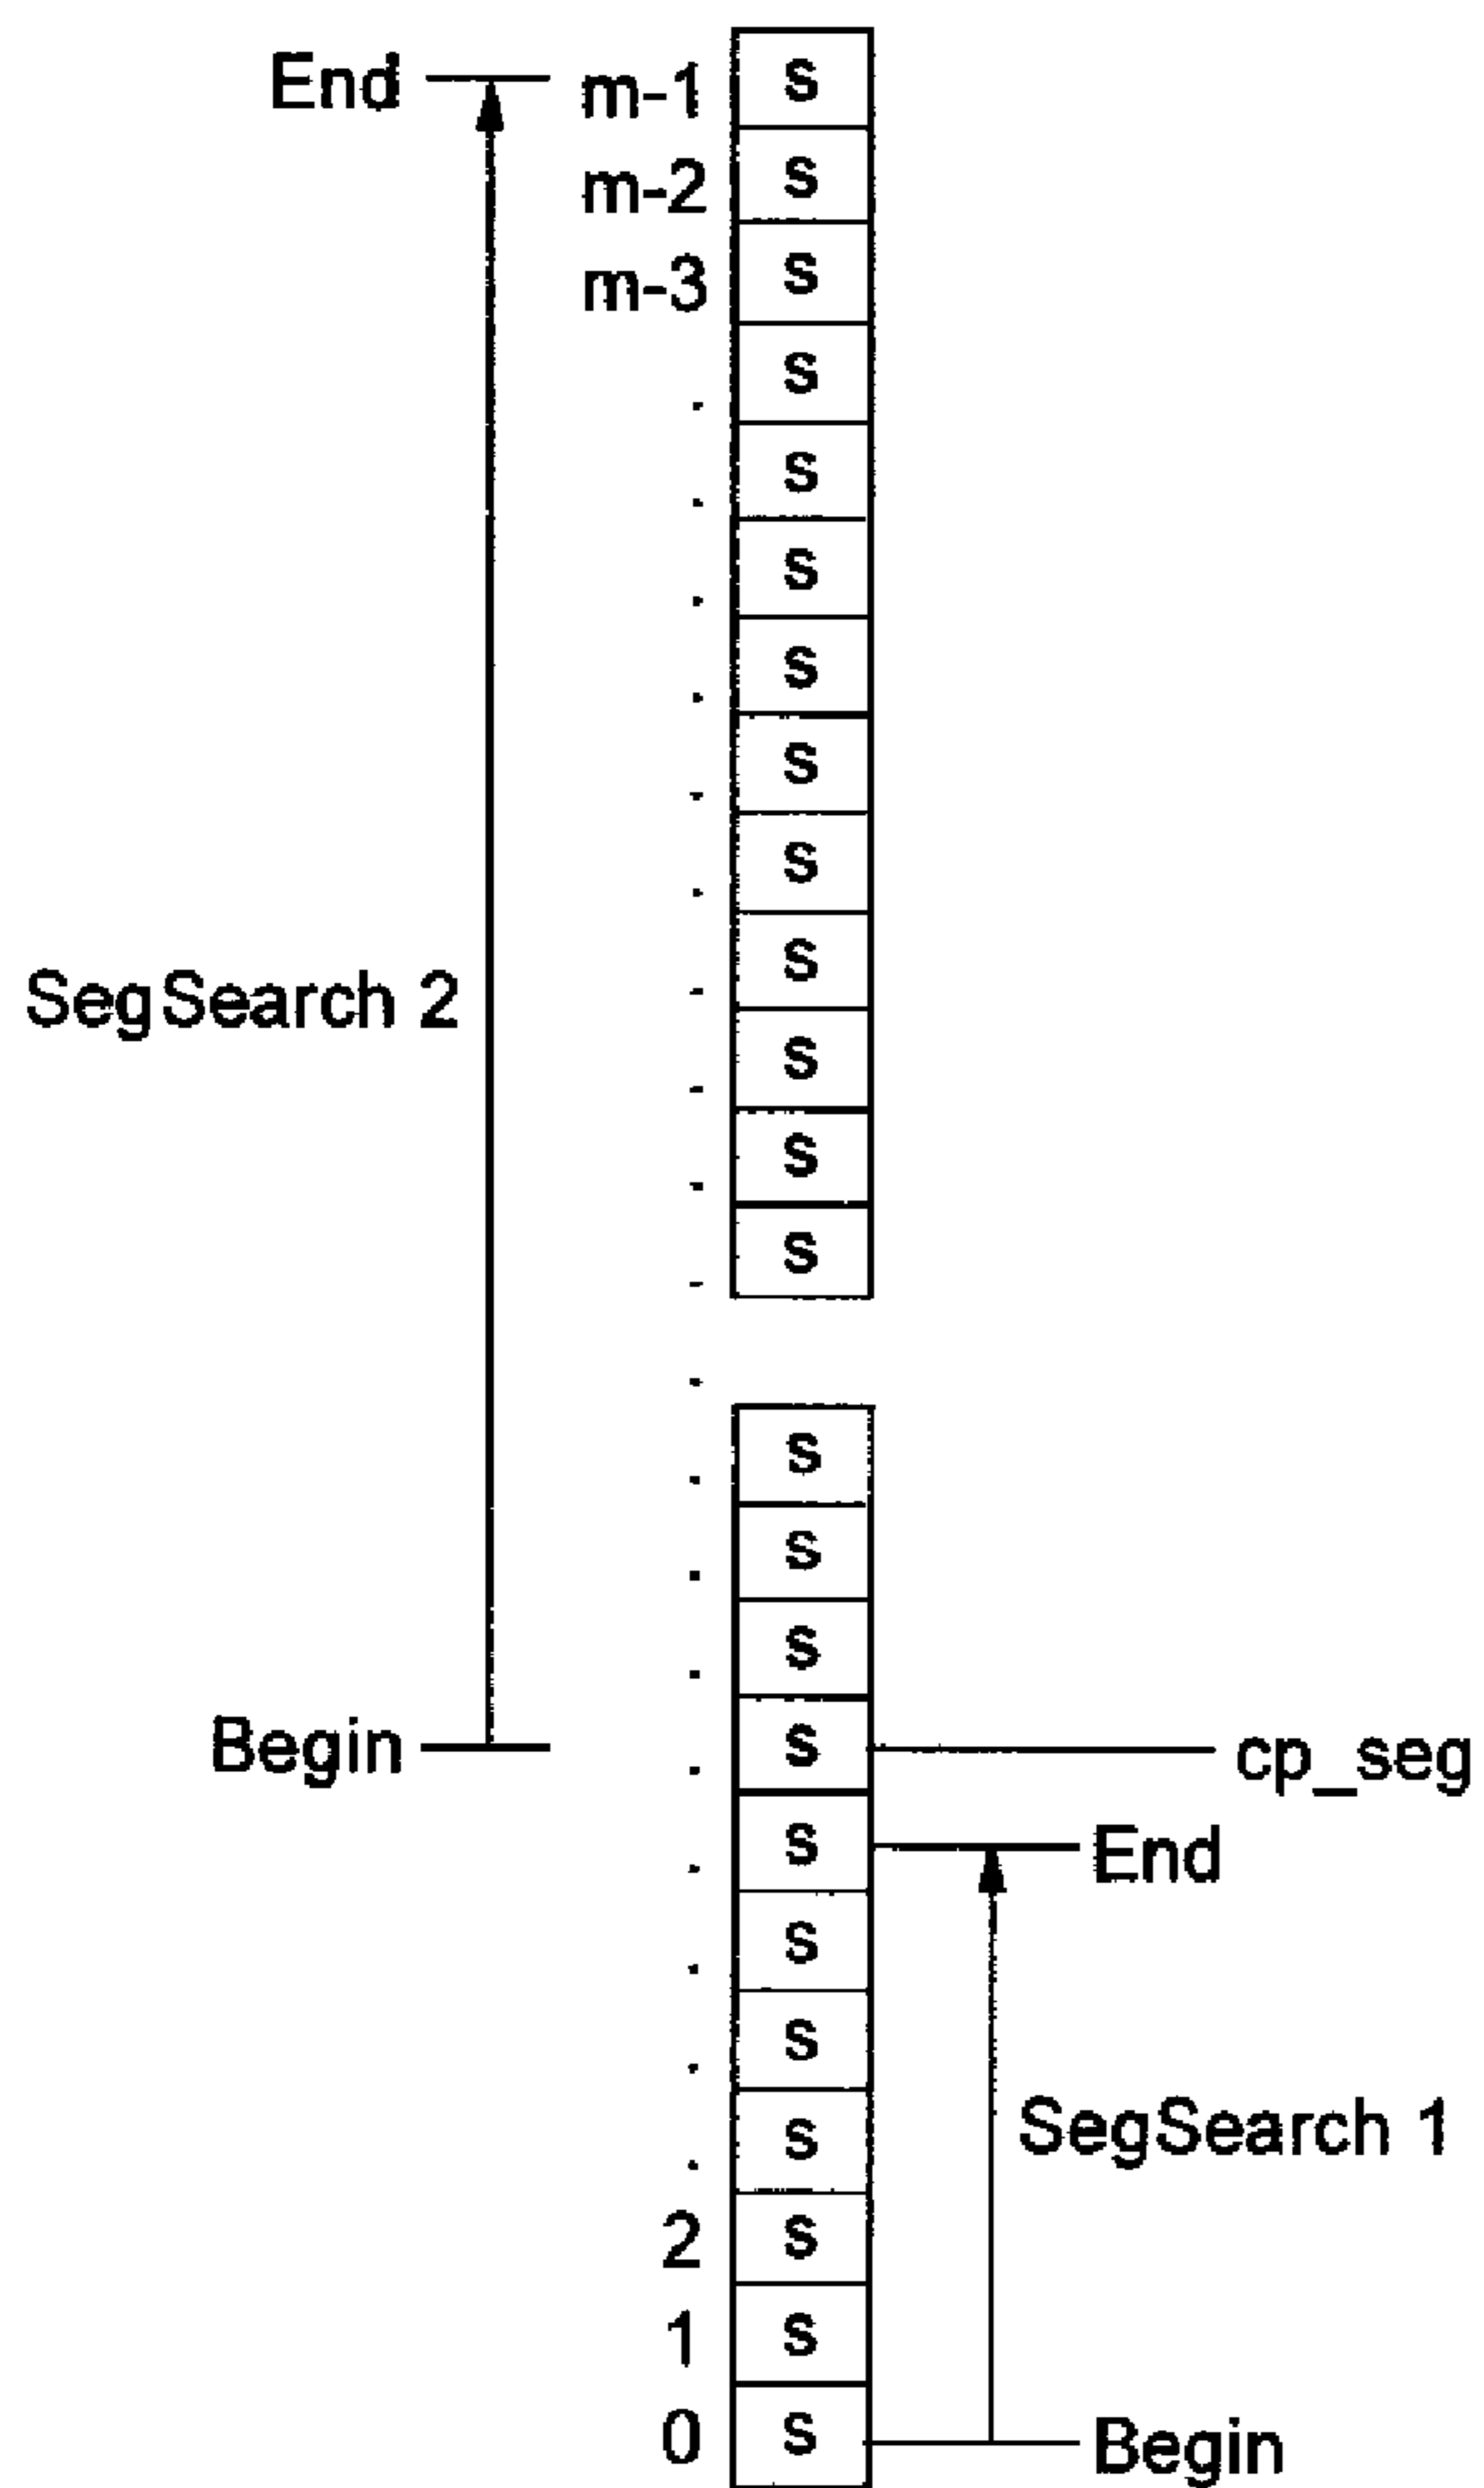 End m-1 s
m-2 s
m-3 s
. s
. s
. s
. s
. s
. s
SegSearch 2 . s
. s
. s
. s
.
. s
. s
. s
Begin . s cp_seg
. s End
. s
. s
. s SegSearch 1
2 s
1 s
0 s Begin